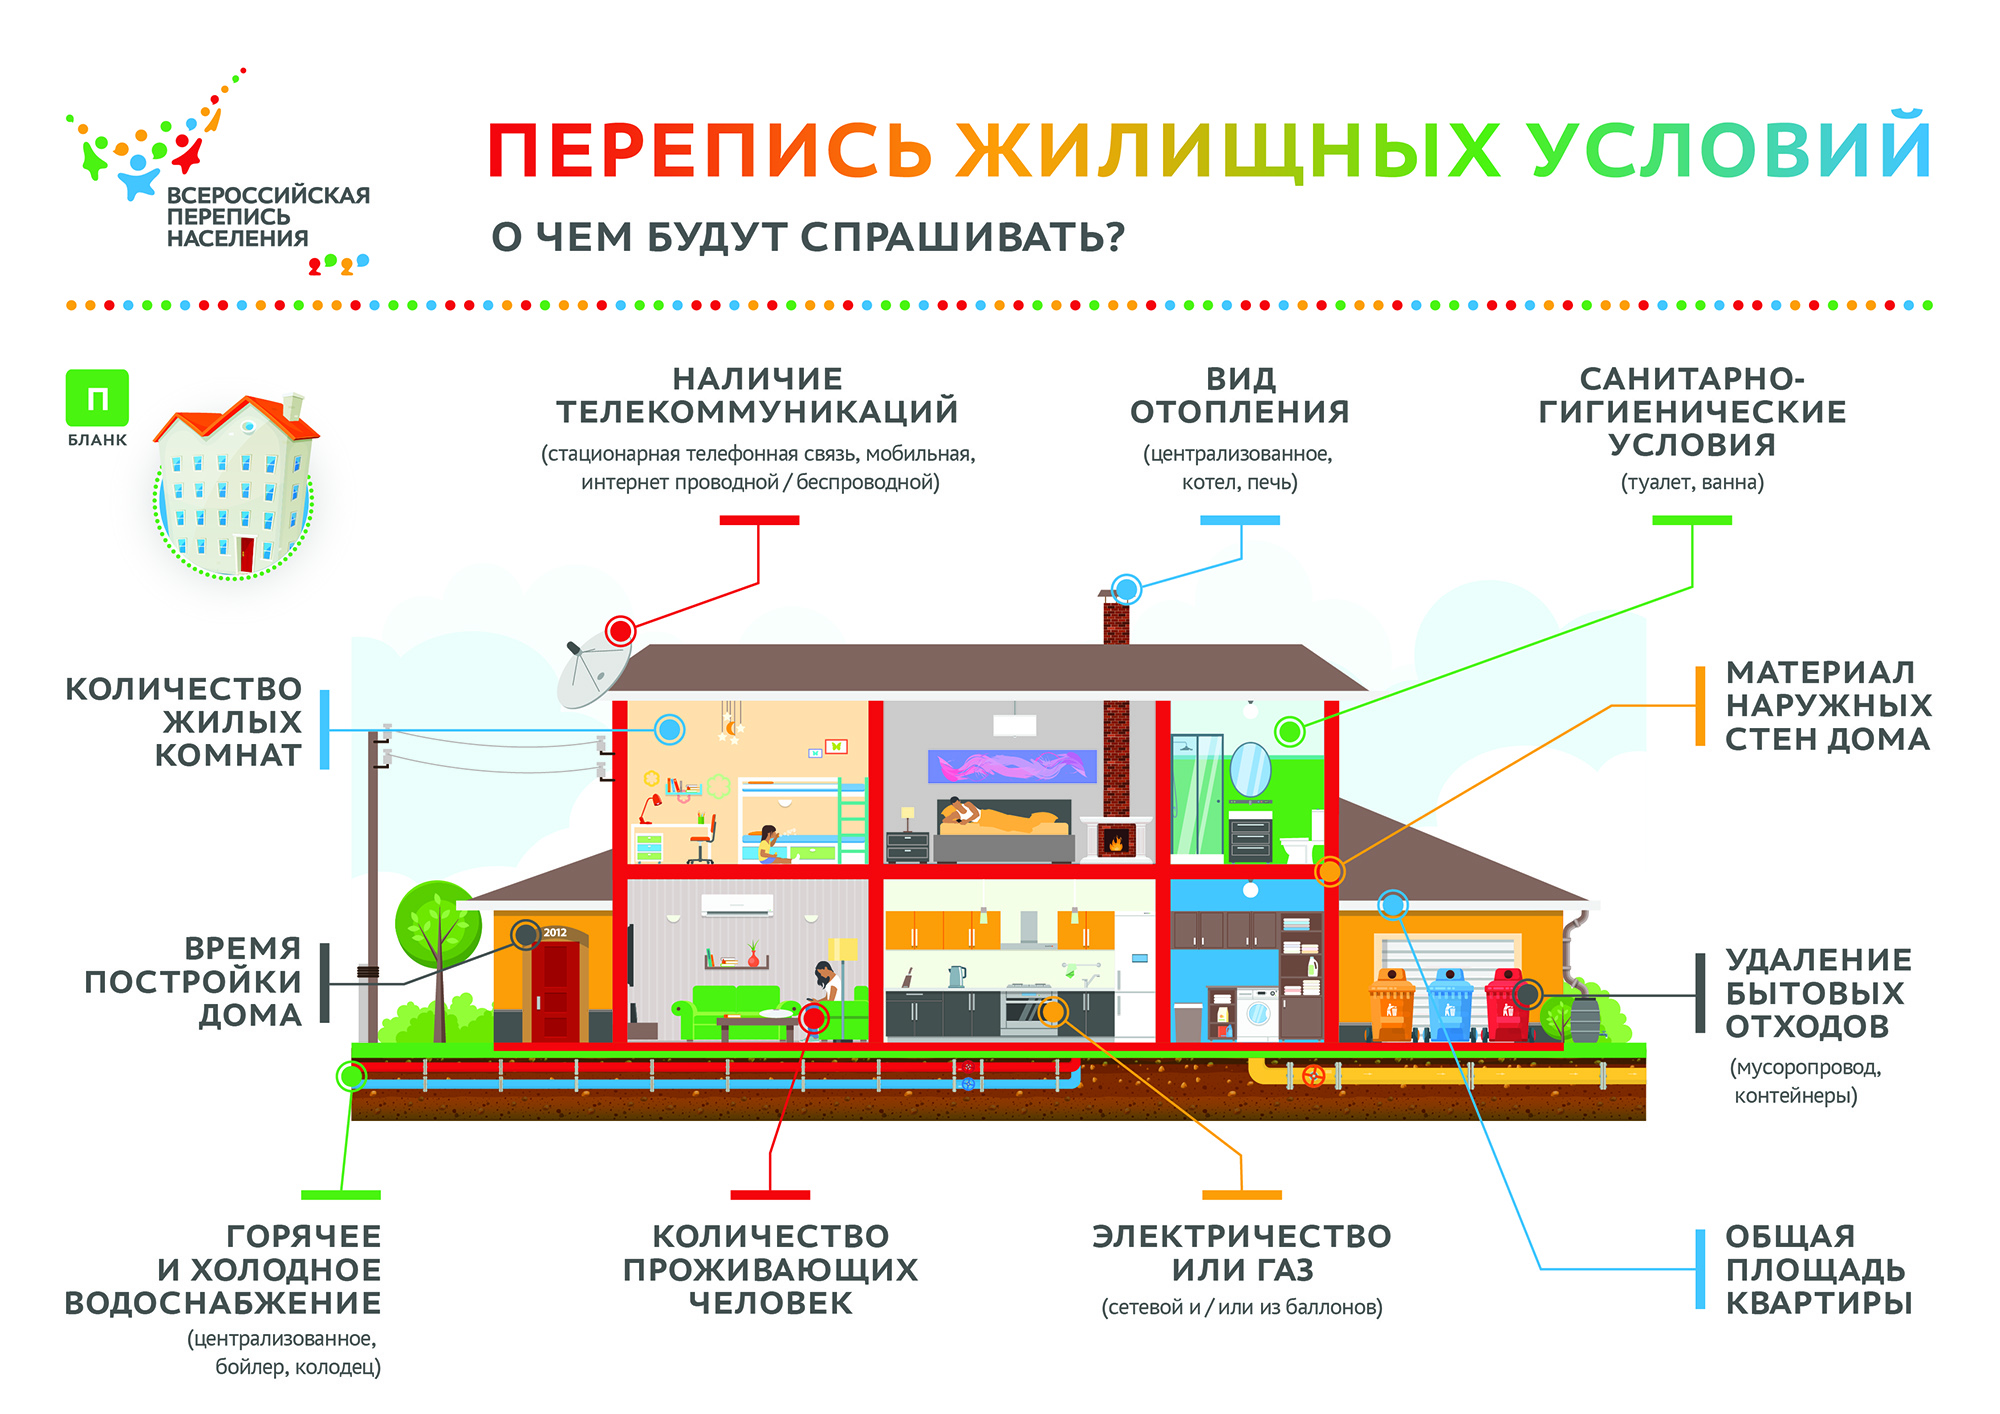 ВСЕРОССИЙСКАЯ
ПЕРЕПИСЬ
НАСЕЛЕНИЯ
2020
ПЕРЕПИСЬ ЖИЛИЩНЫХ УСЛОВИЙ
О ЧЕМ БУДУТ СПРАШИВАТЬ?
П
БЛАНК
НАЛИЧИЕ
ТЕЛЕКОММУНИКАЦИЙ
(стационарная телефонная связь, мобильная,
интернет проводной / беспроводной)
ВИД
ОТОПЛЕНИЯ
(централизованное,
котел, печь)
САНИТАРНО-
ГИГИЕНИЧЕСКИЕ
УСЛОВИЯ
(туалет, ванна)
КОЛИЧЕСТВО
ЖИЛЫХ
КОМНАТ
МАТЕРИАЛ
НАРУЖНЫХ
СТЕН ДОМА
ВРЕМЯ
ПОСТРОЙКИ
ДОМА
2012
УДАЛЕНИЕ
БЫТОВЫХ
ОТХОДОВ
(мусоропровод,
контейнеры)
ГОРЯЧЕЕ
И ХОЛОДНОЕ
ВОДОСНАБЖЕНИЕ
(централизованное,
бойлер, колодец)
КОЛИЧЕСТВО
ПРОЖИВАЮЩИХ
ЧЕЛОВЕК
ЭЛЕКТРИЧЕСТВО
ИЛИ ГАЗ
(сетевой и / или из баллонов)
ОБЩАЯ
ПЛОЩАДЬ
КВАРТИРЫ